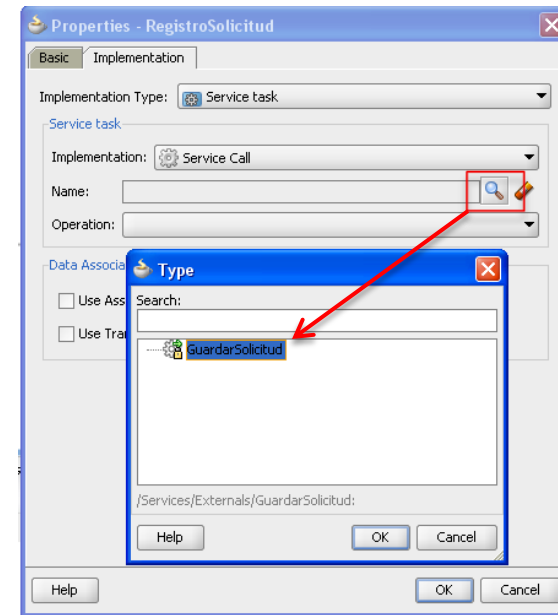 Properties - RegistroSolicitud
Basic Implementation
Implementation Type: Service task
Service task
Implementation: Service Call
Name:
Operation:
Data Associa
Type
Use Ass
Search:
Use Trai
GuardarSolicitud
/Services/Externals/GuardarSolicitud:
Help OK Cancel
Help OK Cancel